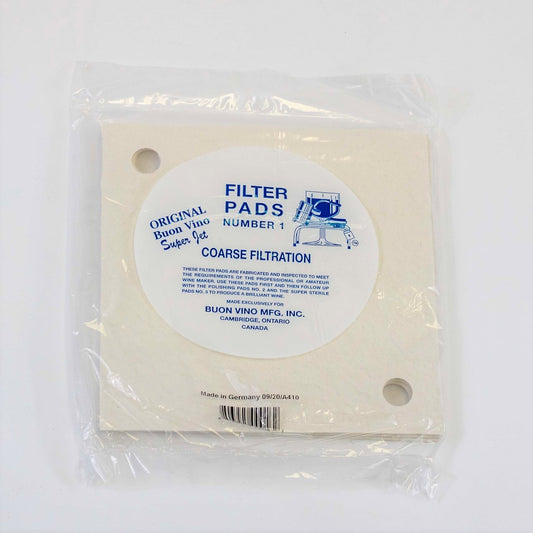 ORIGINAL
Buon Vino
Super Jet
FILTER
PADS
NUMBER 1
COARSE FILTRATION
THESE FILTER PADS ARE FABRICATED AND INSPECTED TO MEET
THE REQUIREMENTS OF THE PROFESSIONAL OR AMATEUR
WINE MAKER. USE THESE PADS FIRST AND THEN FOLLOW UP
WITH THE POLISHING PADS NO. 2 AND THE SUPER STERILE
PADS NO. 3 TO PRODUCE A BRILLIANT WINE.
MADE EXCLUSIVELY FOR
BUON VINO MFG, INC.
CAMBRIDGE, ONTARIO
CANADA
Made in Germany 09/20/A410